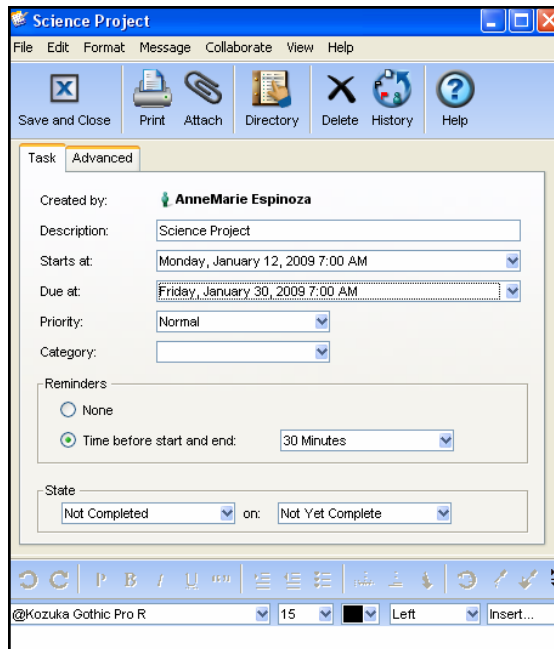 Science Project
File Edit Format Message Collaborate View Help
Save and Close Print Attach Directory Delete History Help
Task Advanced
Created by: AnneMarie Espinoza
Description: Science Project
Starts at: Monday, January 12, 2009 7:00 AM
Due at: Friday, January 30, 2009 7:00 AM
Priority: Normal
Category:
Reminders
None
Time before start and end: 30 Minutes
State
Not Completed on: Not Yet Complete
P B I U
@Kozuka Gothic Pro R 15 Left Insert...